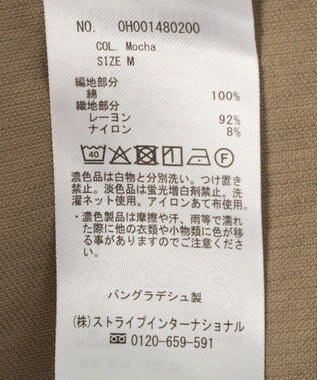 NO. 0H001480200
COL. Mocha
SIZE M
編地部分
綿 100%
織地部分
レーヨン 92%
ナイロン 8%
40
F
濃色品は白物と分別洗い。つけ置き
禁止。淡色品は蛍光増白剤禁止。洗
濯ネット使用。アイロンあて布使用。
・濃色製品は摩擦や汗、雨等で濡れ
た際に他の衣類や小物類に色が移
る事がありますのでご注意くださ
い。
バングラデシュ製
(株)ストライプインターナショナル
0120-659-591